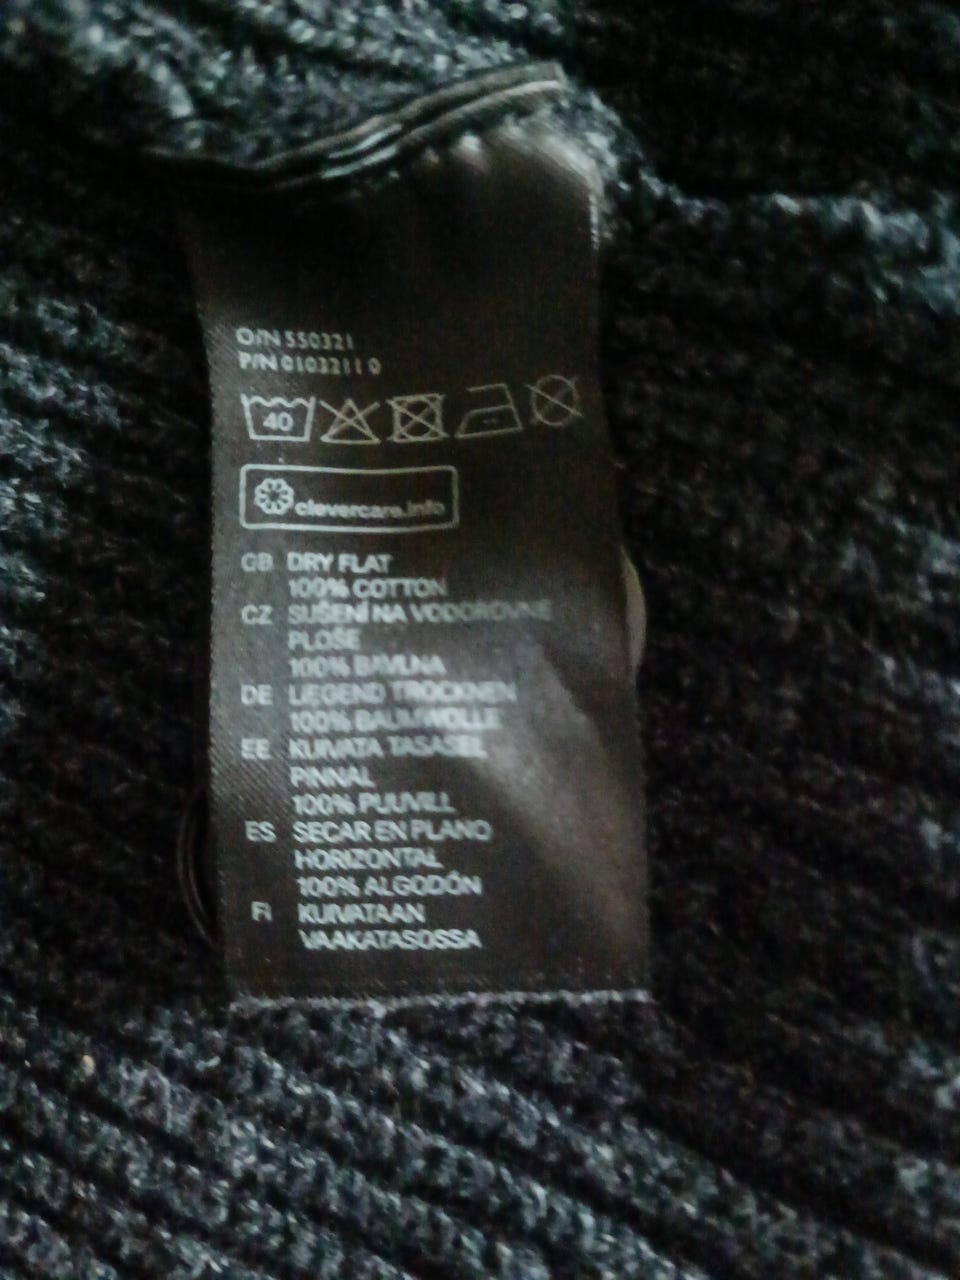 O/N 550321
P/N 0103211 0
40
clevercare.info
GB DRY FLAT
100% COTTON
CZ SUŠENÍ NA VODOROVNÉ
PLOŠE
100% BAVLNA
DE LIEGEND TROCKNEN
100% BAUMWOLLE
EE KUIVATA TASASEL
PINNAL
100% PUUVILL
ES SECAR EN PLANO
HORIZONTAL
100% ALGODÓN
FI KUIVATAAN
VAAKATASOSSA